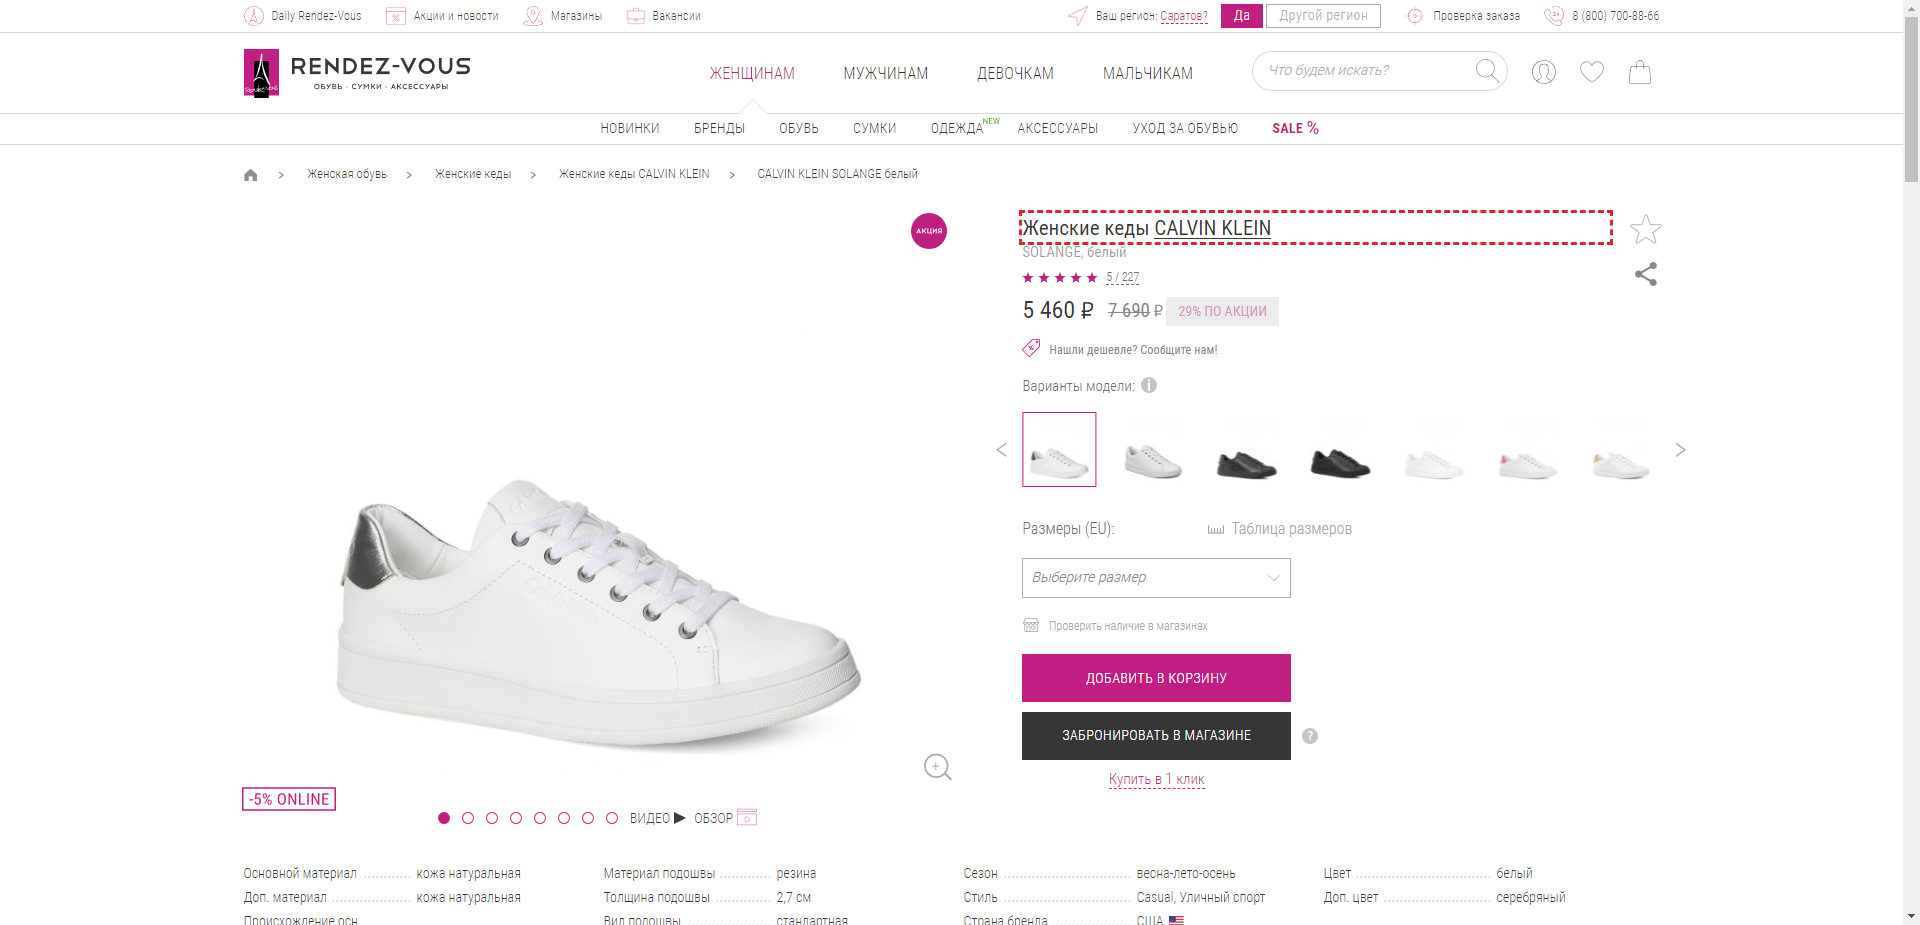 Daily Rendez-Vous
Акции и новости
Магазины
Вакансии
Ваш регион: Саратов?
Да
Другой регион
Проверка заказа
8 (800) 700-88-66
RENDEZ-VOUS
ОБУВЬ · СУМКИ · АКСЕССУАРЫ
ЖЕНЩИНАМ
МУЖЧИНАМ
ДЕВОЧКАМ
МАЛЬЧИКАМ
Что будем искать?
НОВИНКИ
БРЕНДЫ
ОБУВЬ
СУМКИ
ОДЕЖДА NEW
АКСЕССУАРЫ
УХОД ЗА ОБУВЬЮ
SALE %
> Женская обувь > Женские кеды > Женские кеды CALVIN KLEIN > CALVIN KLEIN SOLANGE белый
АКЦИЯ
Женские кеды CALVIN KLEIN
SOLANGE, белый
5 / 227
5 460 ₽ 7 690 ₽ 29% ПО АКЦИИ
Нашли дешевле? Сообщите нам!
Варианты модели:
Размеры (EU):
Таблица размеров
Выберите размер
Проверить наличие в магазинах
ДОБАВИТЬ В КОРЗИНУ
ЗАБРОНИРОВАТЬ В МАГАЗИНЕ
?
Купить в 1 клик
-5% ONLINE
ВИДЕО
ОБЗОР
Основной материал кожа натуральная
Доп. материал кожа натуральная
Происхождение осн
Материал подошвы резина
Толщина подошвы 2,7 см
Вид подошвы стандартная
Сезон весна-лето-осень
Стиль Casual, Уличный спорт
Страна бренда США
Цвет белый
Доп. цвет серебряный